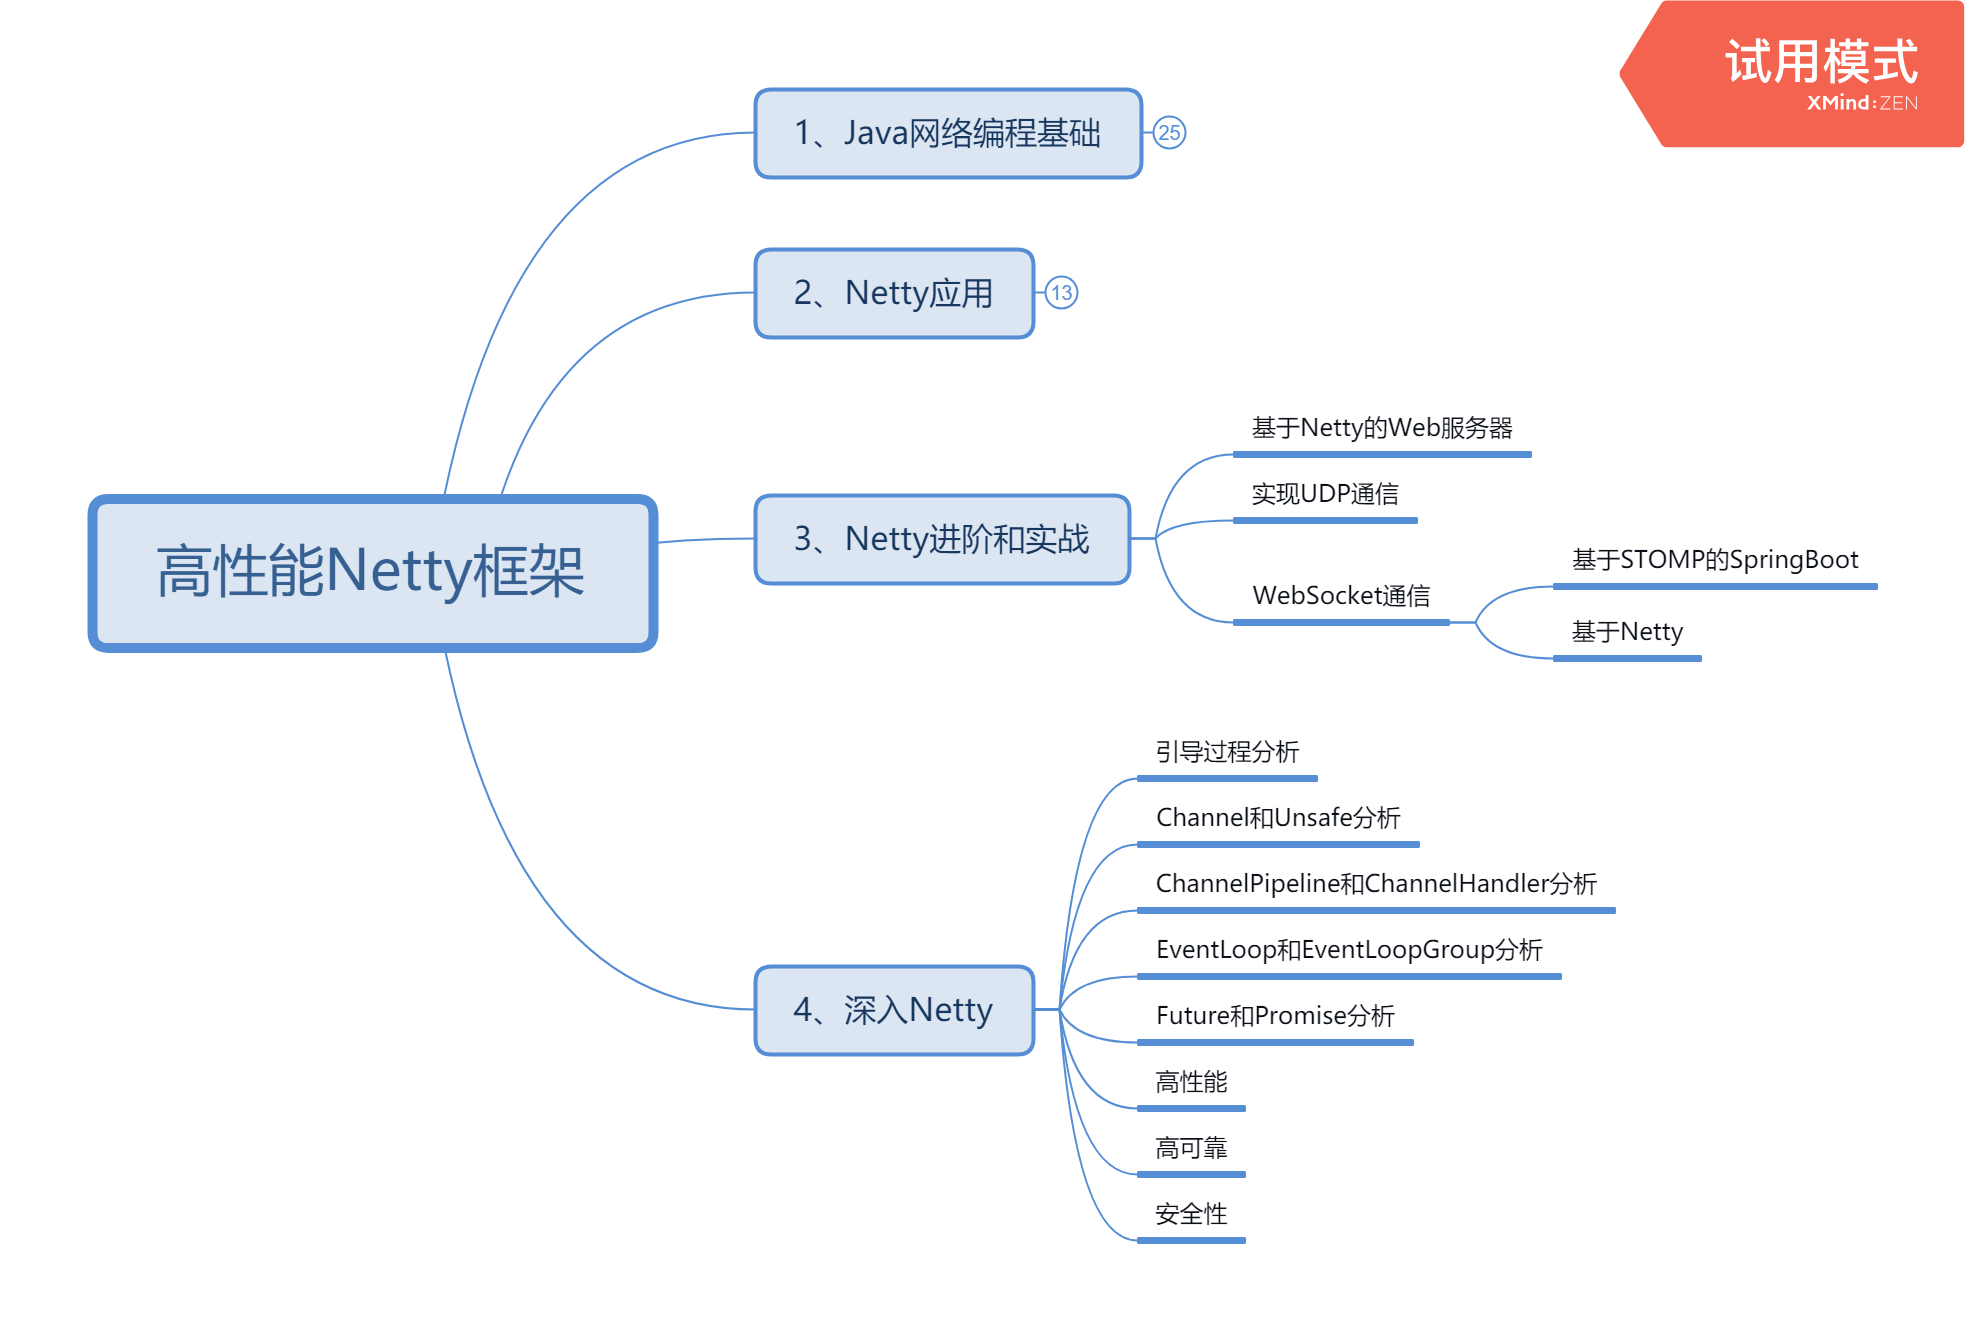 试用模式
XMind:ZEN
1、Java网络编程基础
25
2、Netty应用
13
高性能Netty框架
3、Netty进阶和实战
基于Netty的Web服务器
实现UDP通信
WebSocket通信
基于STOMP的SpringBoot
基于Netty
4、深入Netty
引导过程分析
Channel和Unsafe分析
ChannelPipeline和ChannelHandler分析
EventLoop和EventLoopGroup分析
Future和Promise分析
高性能
高可靠
安全性